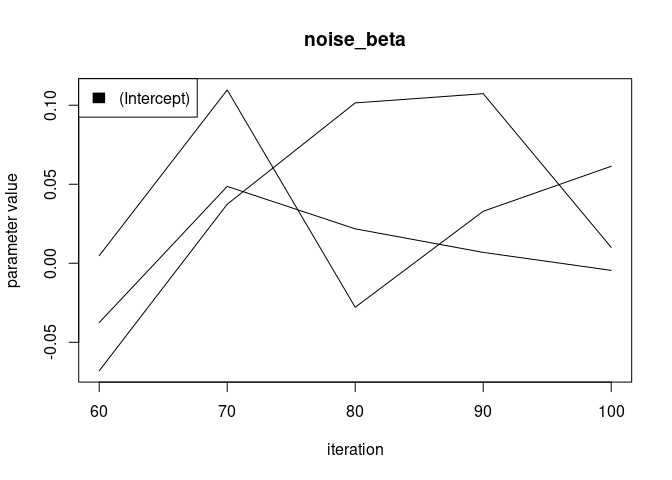 noise_beta
(Intercept)
parameter value
0.10
0.05
0.00
-0.05
60 70 80 90 100
iteration